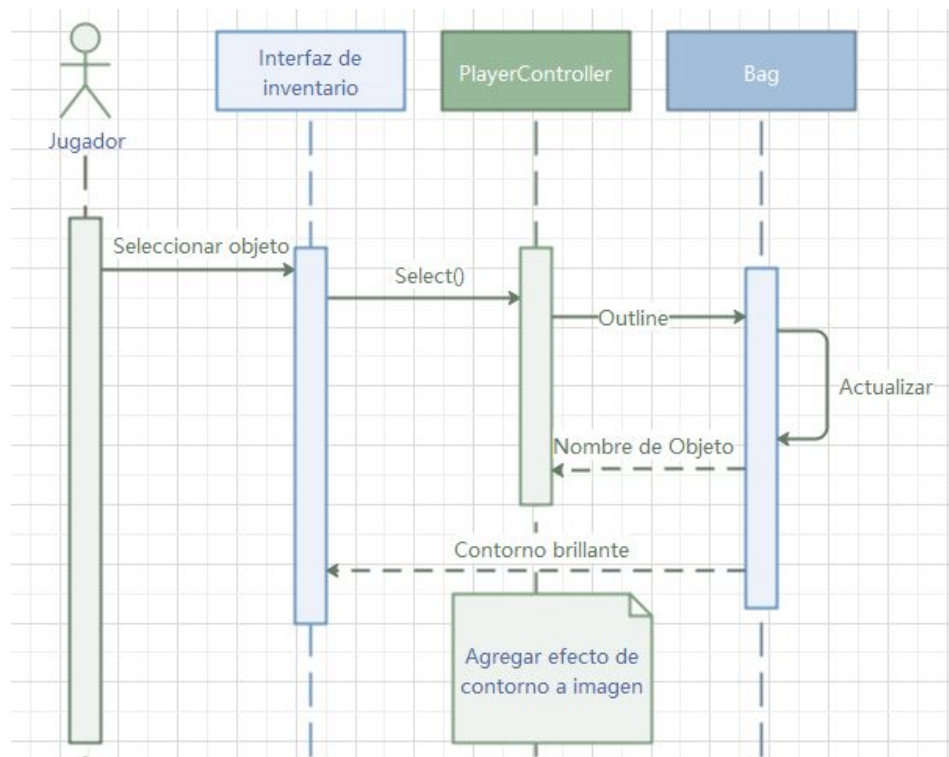 Interfaz de
inventario
PlayerController
Bag
Jugador
Seleccionar objeto
Select()
Outline
Actualizar
Nombre de Objeto
Contorno brillante
Agregar efecto de
contorno a imagen